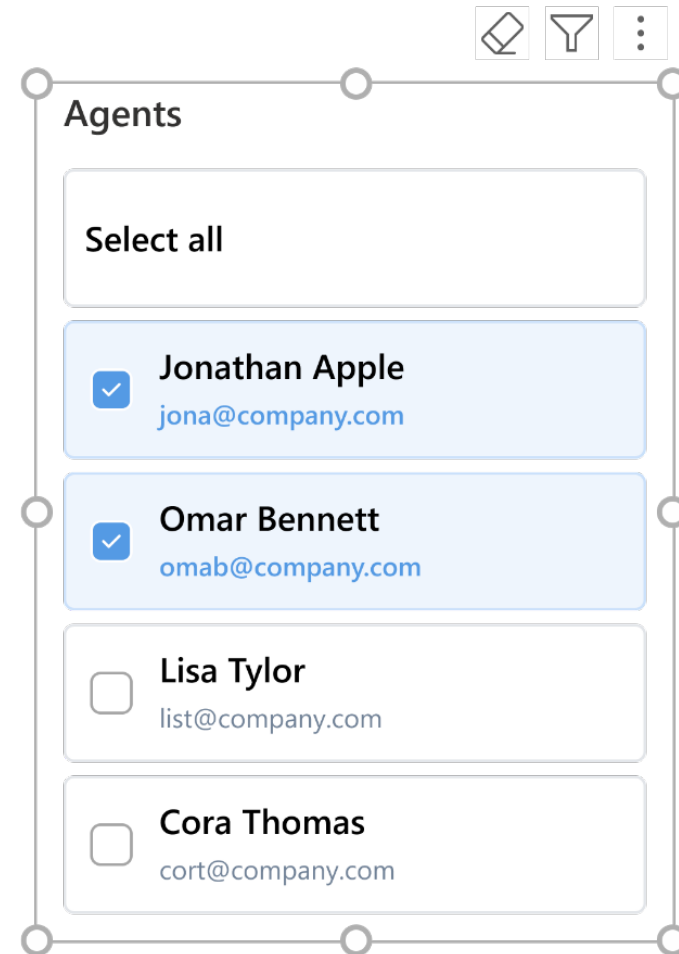 Agents
Select all
Jonathan Apple
jona@company.com
Omar Bennett
omab@company.com
Lisa Tylor
list@company.com
Cora Thomas
cort@company.com